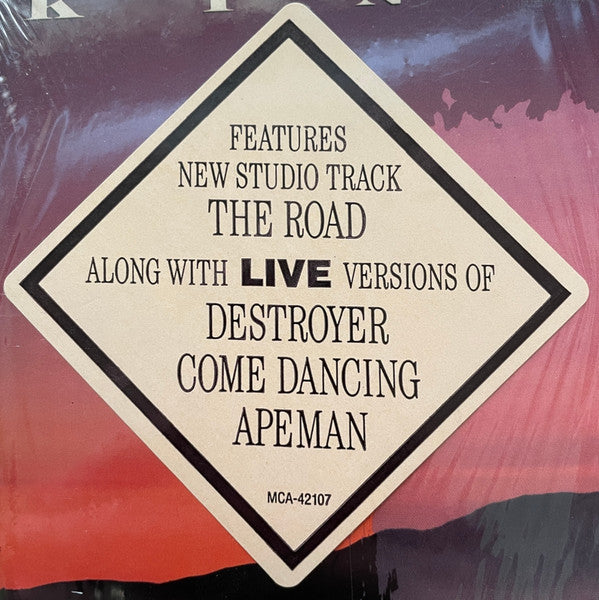 K I N
FEATURES
NEW STUDIO TRACK
THE ROAD
ALONG WITH LIVE VERSIONS OF
DESTROYER
COME DANCING
APEMAN
MCA-42107